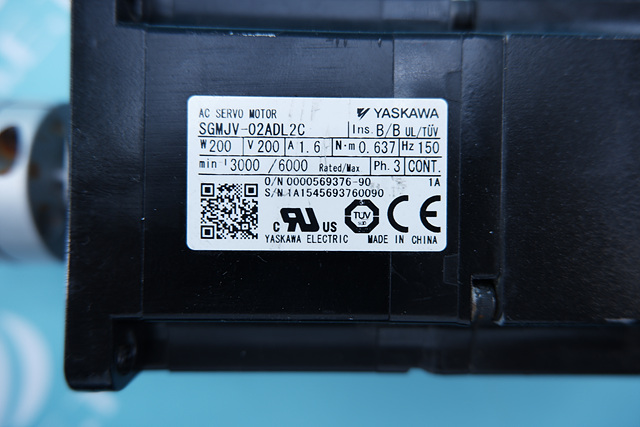 AC SERVO MOTOR YASKAWA
SGMJV-02ADL2C Ins. B/B UL/TÜV
W 200 V 200 A 1.6 N·m 0.637 Hz 150
min⁻¹ 3000 /6000 Rated/Max Ph. 3 CONT.
O/N 0000569376-90 1A
S/N 1A1545693760090
C RU US TÜV CE
YASKAWA ELECTRIC MADE IN CHINA